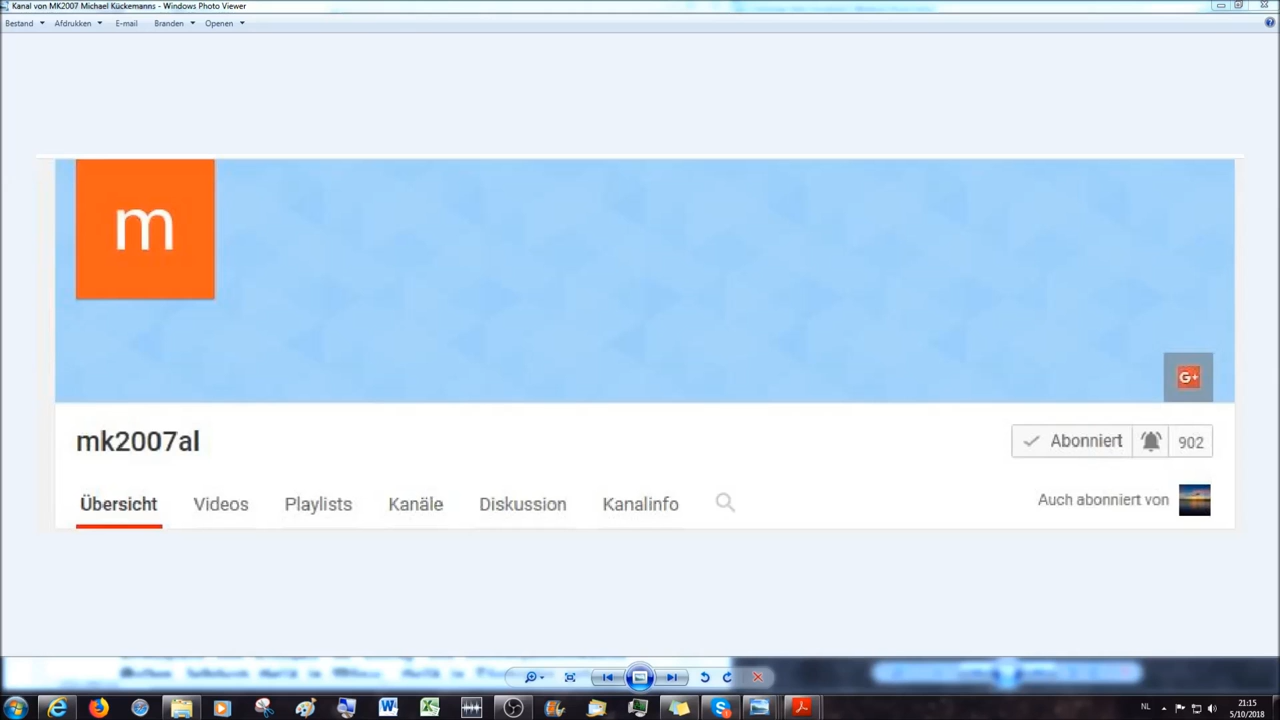 Kanal von MK2007 Michael Kückemanns - Windows Photo Viewer
Bestand Afdrukken E-mail Branden Openen
m
G+
mk2007al
Abonniert 902
Übersicht Videos Playlists Kanäle Diskussion Kanalinfo
Auch abonniert von
NL
21:15
5/10/2018